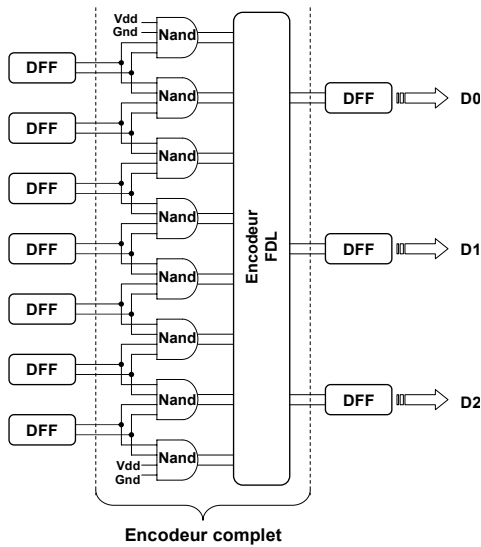 Vdd
Gnd
Nand
DFF
Nand
DFF
D0
DFF
Nand
DFF
Nand
Encodeur
FDL
DFF
D1
DFF
Nand
DFF
Nand
DFF
Nand
DFF
D2
DFF
Nand
Vdd
Gnd
Encodeur complet